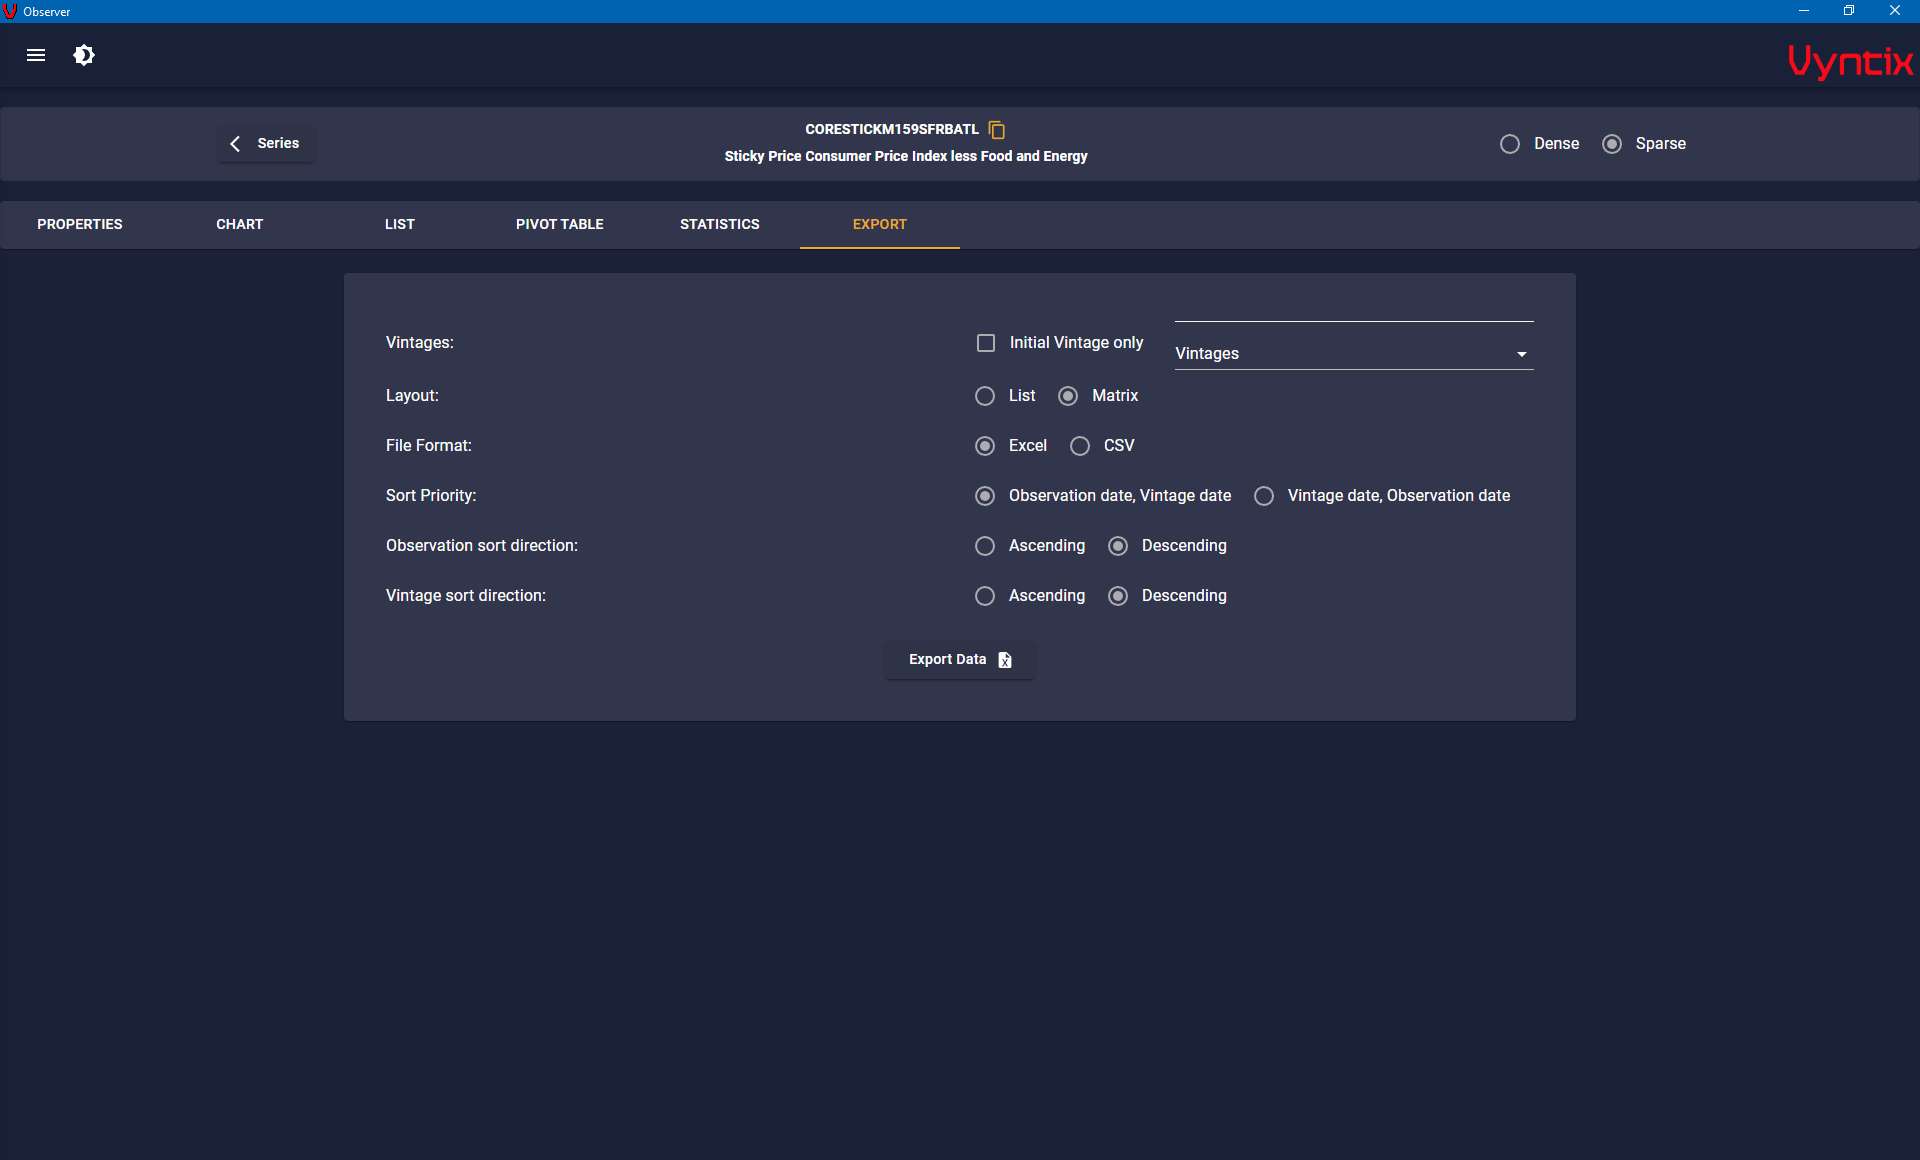 Observer
Vyntix
Series
CORESTICKM159SFRBATL
Sticky Price Consumer Price Index less Food and Energy
Dense Sparse
PROPERTIES CHART LIST PIVOT TABLE STATISTICS EXPORT
Vintages: Initial Vintage only Vintages
Layout: List Matrix
File Format: Excel CSV
Sort Priority: Observation date, Vintage date Vintage date, Observation date
Observation sort direction: Ascending Descending
Vintage sort direction: Ascending Descending
Export Data